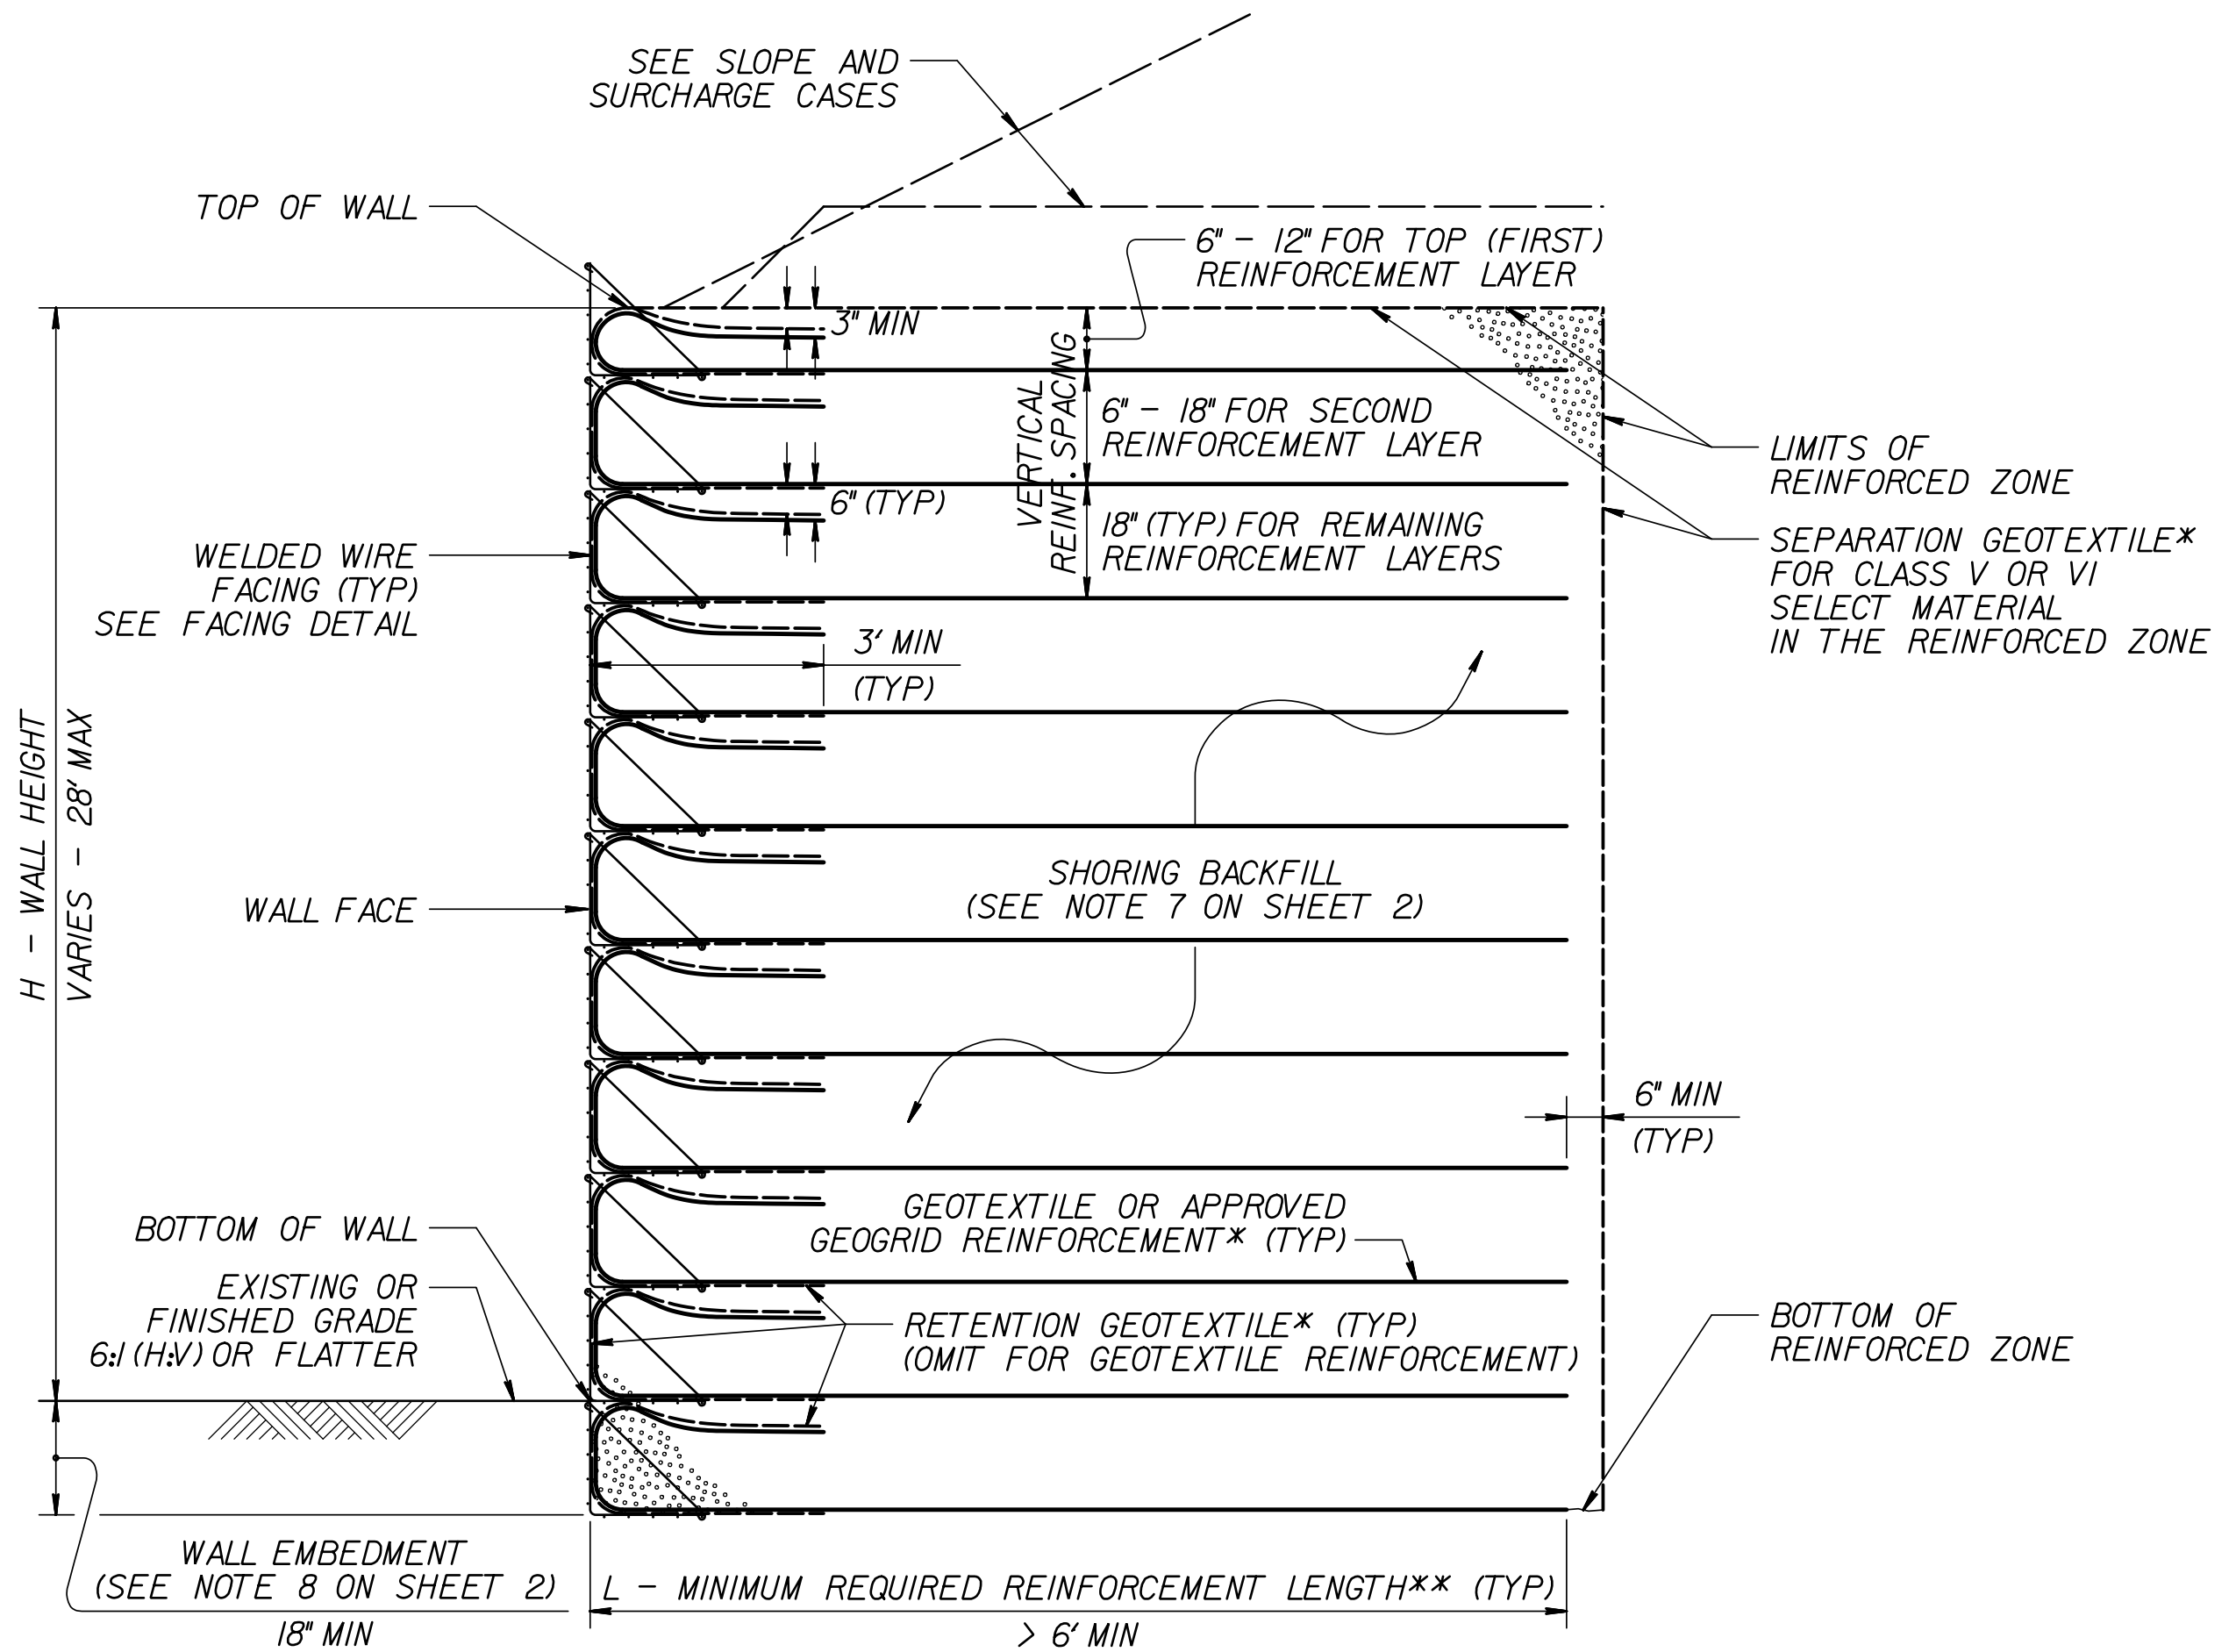 SEE SLOPE AND
SURCHARGE CASES
TOP OF WALL
6" - 12" FOR TOP (FIRST)
REINFORCEMENT LAYER
3" MIN
VERTICAL
REINF. SPACING
6" - 18" FOR SECOND
REINFORCEMENT LAYER
LIMITS OF
REINFORCED ZONE
6" (TYP)
18" (TYP) FOR REMAINING
REINFORCEMENT LAYERS
SEPARATION GEOTEXTILE*
FOR CLASS V OR VI
SELECT MATERIAL
IN THE REINFORCED ZONE
WELDED WIRE
FACING (TYP)
SEE FACING DETAIL
3' MIN
(TYP)
H - WALL HEIGHT
VARIES - 28' MAX
WALL FACE
SHORING BACKFILL
(SEE NOTE 7 ON SHEET 2)
6" MIN
(TYP)
GEOTEXTILE OR APPROVED
GEOGRID REINFORCEMENT* (TYP)
BOTTOM OF WALL
EXISTING OR
FINISHED GRADE
6:1 (H:V) OR FLATTER
RETENTION GEOTEXTILE* (TYP)
(OMIT FOR GEOTEXTILE REINFORCEMENT)
BOTTOM OF
REINFORCED ZONE
WALL EMBEDMENT
(SEE NOTE 8 ON SHEET 2)
18" MIN
L - MINIMUM REQUIRED REINFORCEMENT LENGTH** (TYP)
> 6' MIN